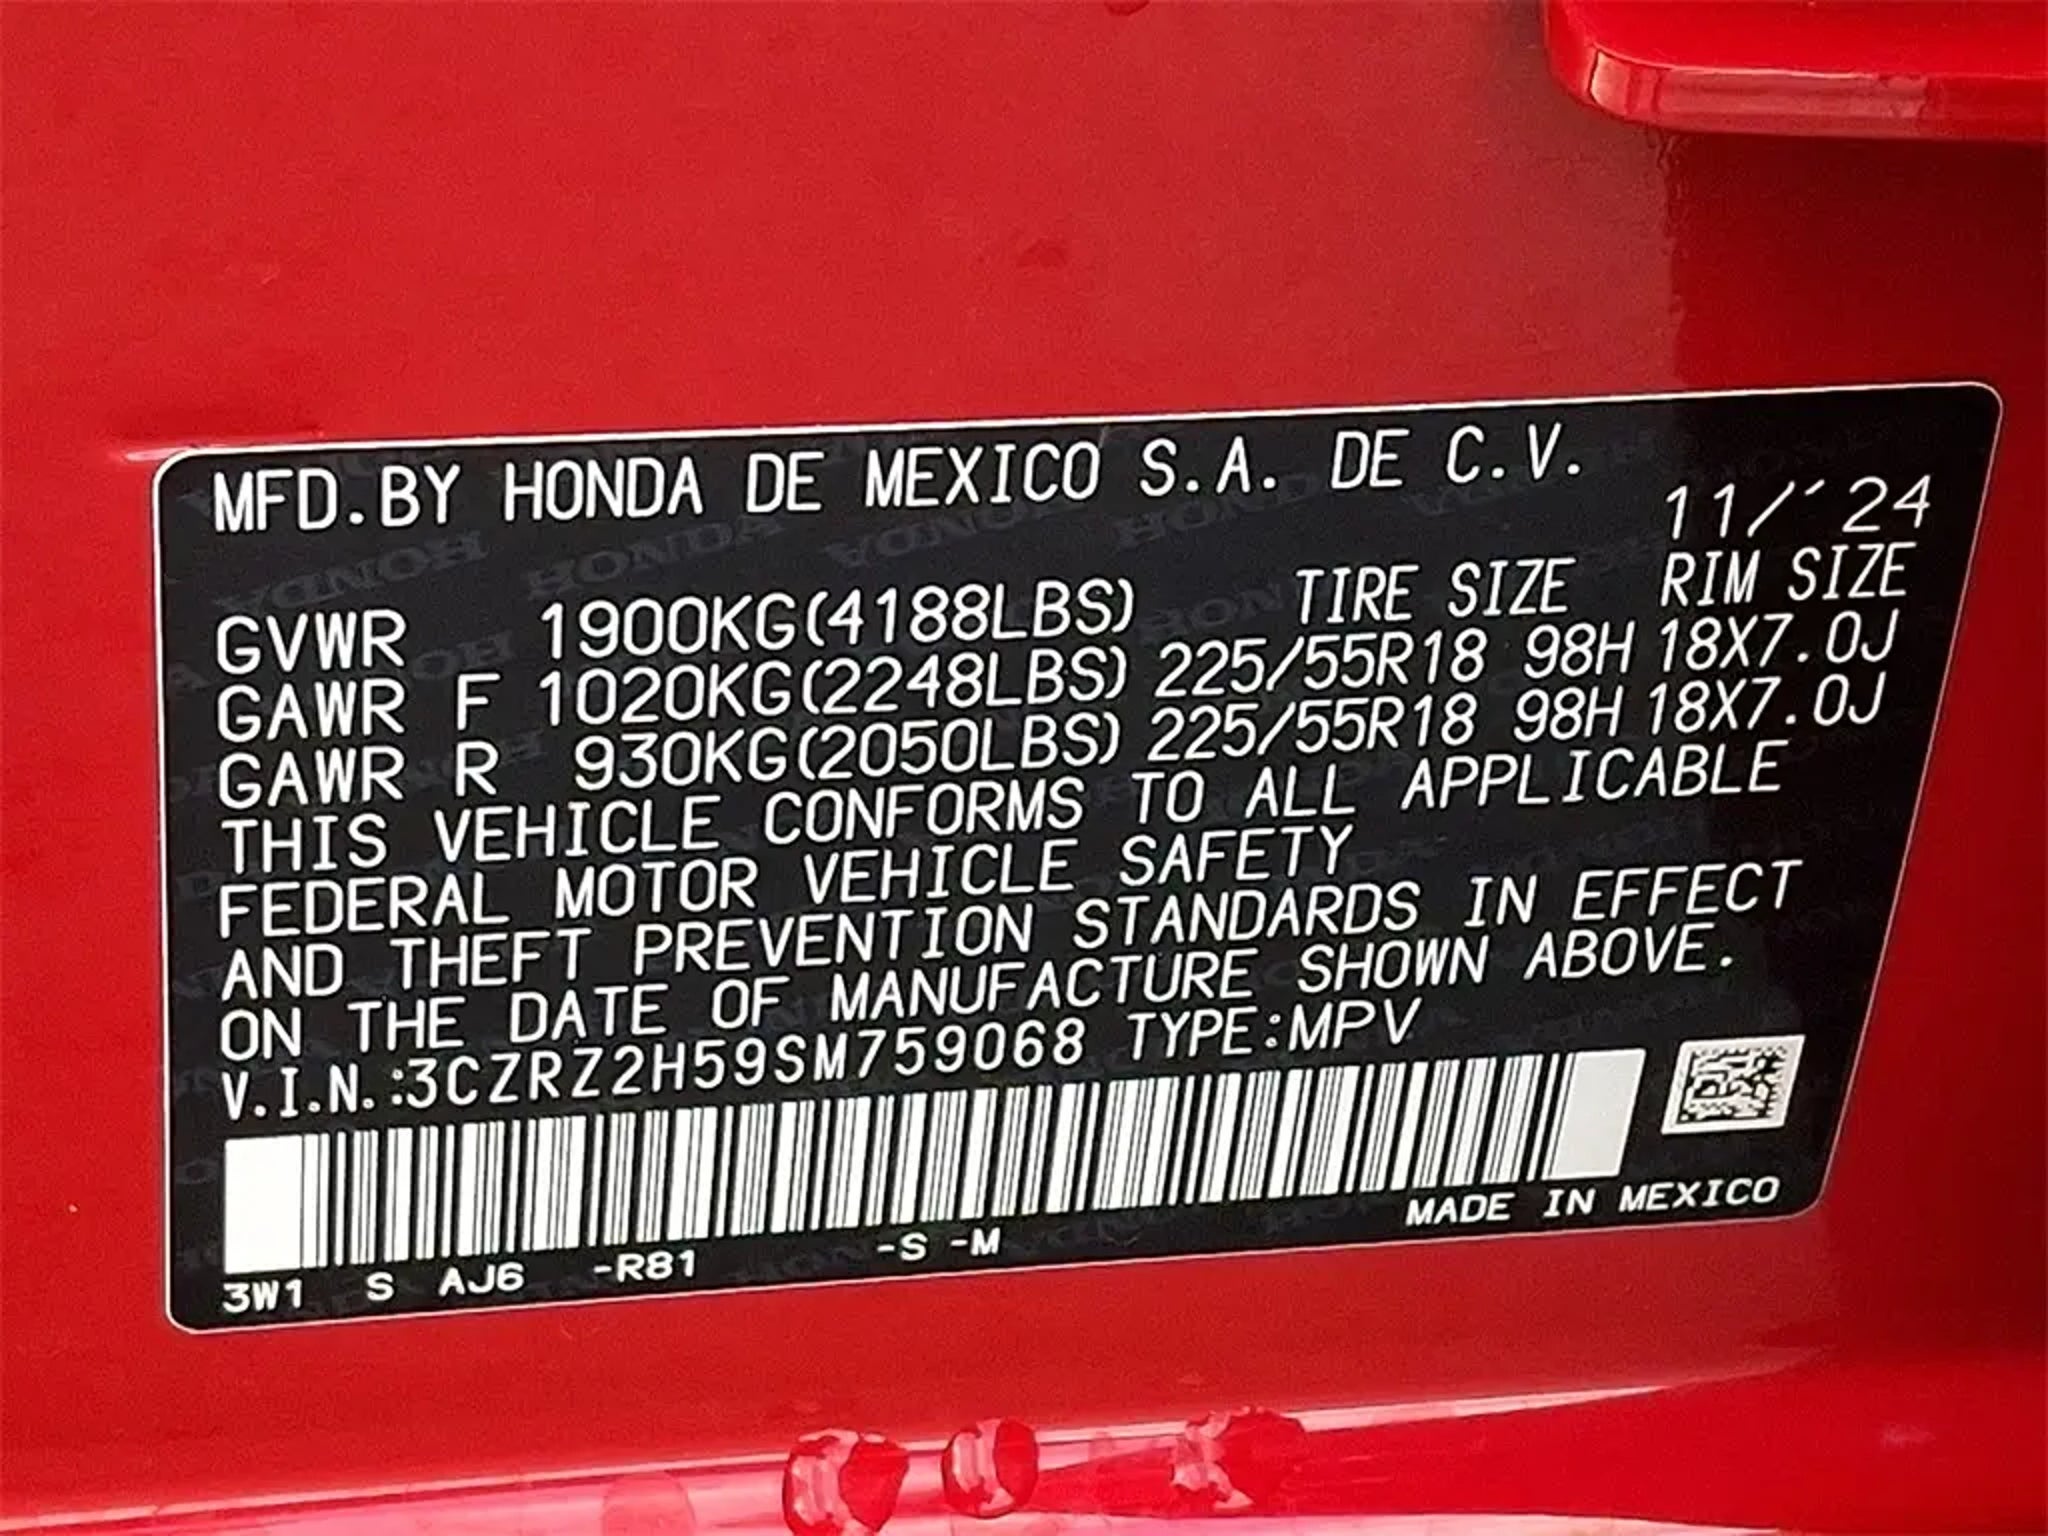 MFD.BY HONDA DE MEXICO S.A. DE C.V.
11/'24
TIRE SIZE RIM SIZE
GVWR 1900KG(4188LBS)
GAWR F 1020KG(2248LBS) 225/55R18 98H 18X7.0J
GAWR R 930KG(2050LBS) 225/55R18 98H 18X7.0J
THIS VEHICLE CONFORMS TO ALL APPLICABLE
FEDERAL MOTOR VEHICLE SAFETY
AND THEFT PREVENTION STANDARDS IN EFFECT
ON THE DATE OF MANUFACTURE SHOWN ABOVE.
V.I.N.:3CZRZ2H59SM759068 TYPE:MPV
MADE IN MEXICO
3W1 S AJ6 -R81 -S -M